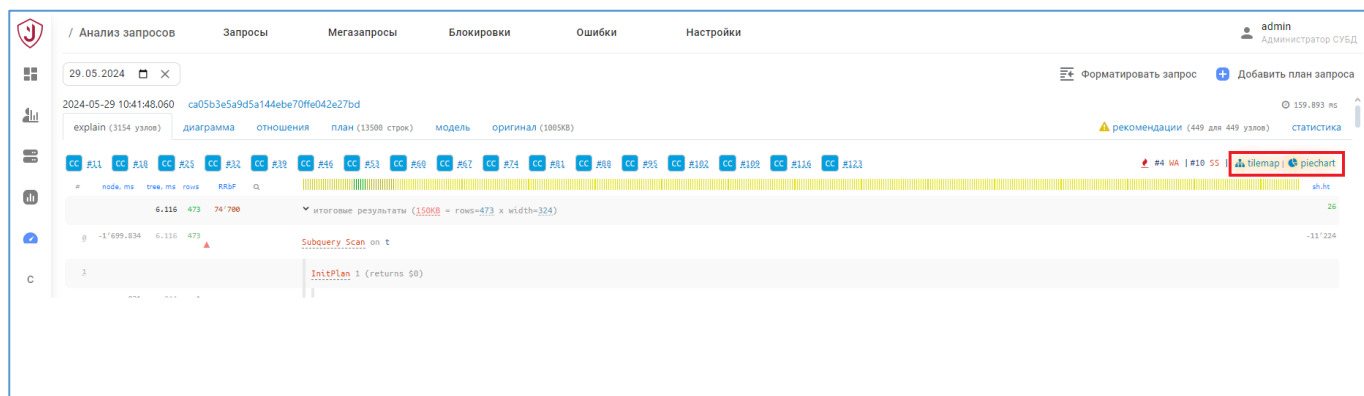 / Анализ запросов Запросы Мегазапросы Блокировки Ошибки Настройки admin
Администратор СУБД
29.05.2024 Форматировать запрос Добавить план запроса
2024-05-29 10:41:48.060 ca05b3e5a9d5a144ebe70ffe042e27bd 159.893 ms
explain (3154 узлов) диаграмма отношения план (13500 строк) модель оригинал (1005KB) рекомендации (449 для 449 узлов) статистика
CC #11 CC #18 CC #25 CC #32 CC #39 CC #46 CC #53 CC #60 CC #67 CC #74 CC #81 CC #88 CC #95 CC #102 CC #109 CC #116 CC #123 #4 WA | #10 SS | tilemap | piechart
# node, ms tree, ms rows RRbF sh.ht
6.116 473 74'700 итоговые результаты (150KB = rows=473 x width=324) 26
0 -1'699.834 6.116 473 Subquery Scan on t -11'224
1 InitPlan 1 (returns $0)
C